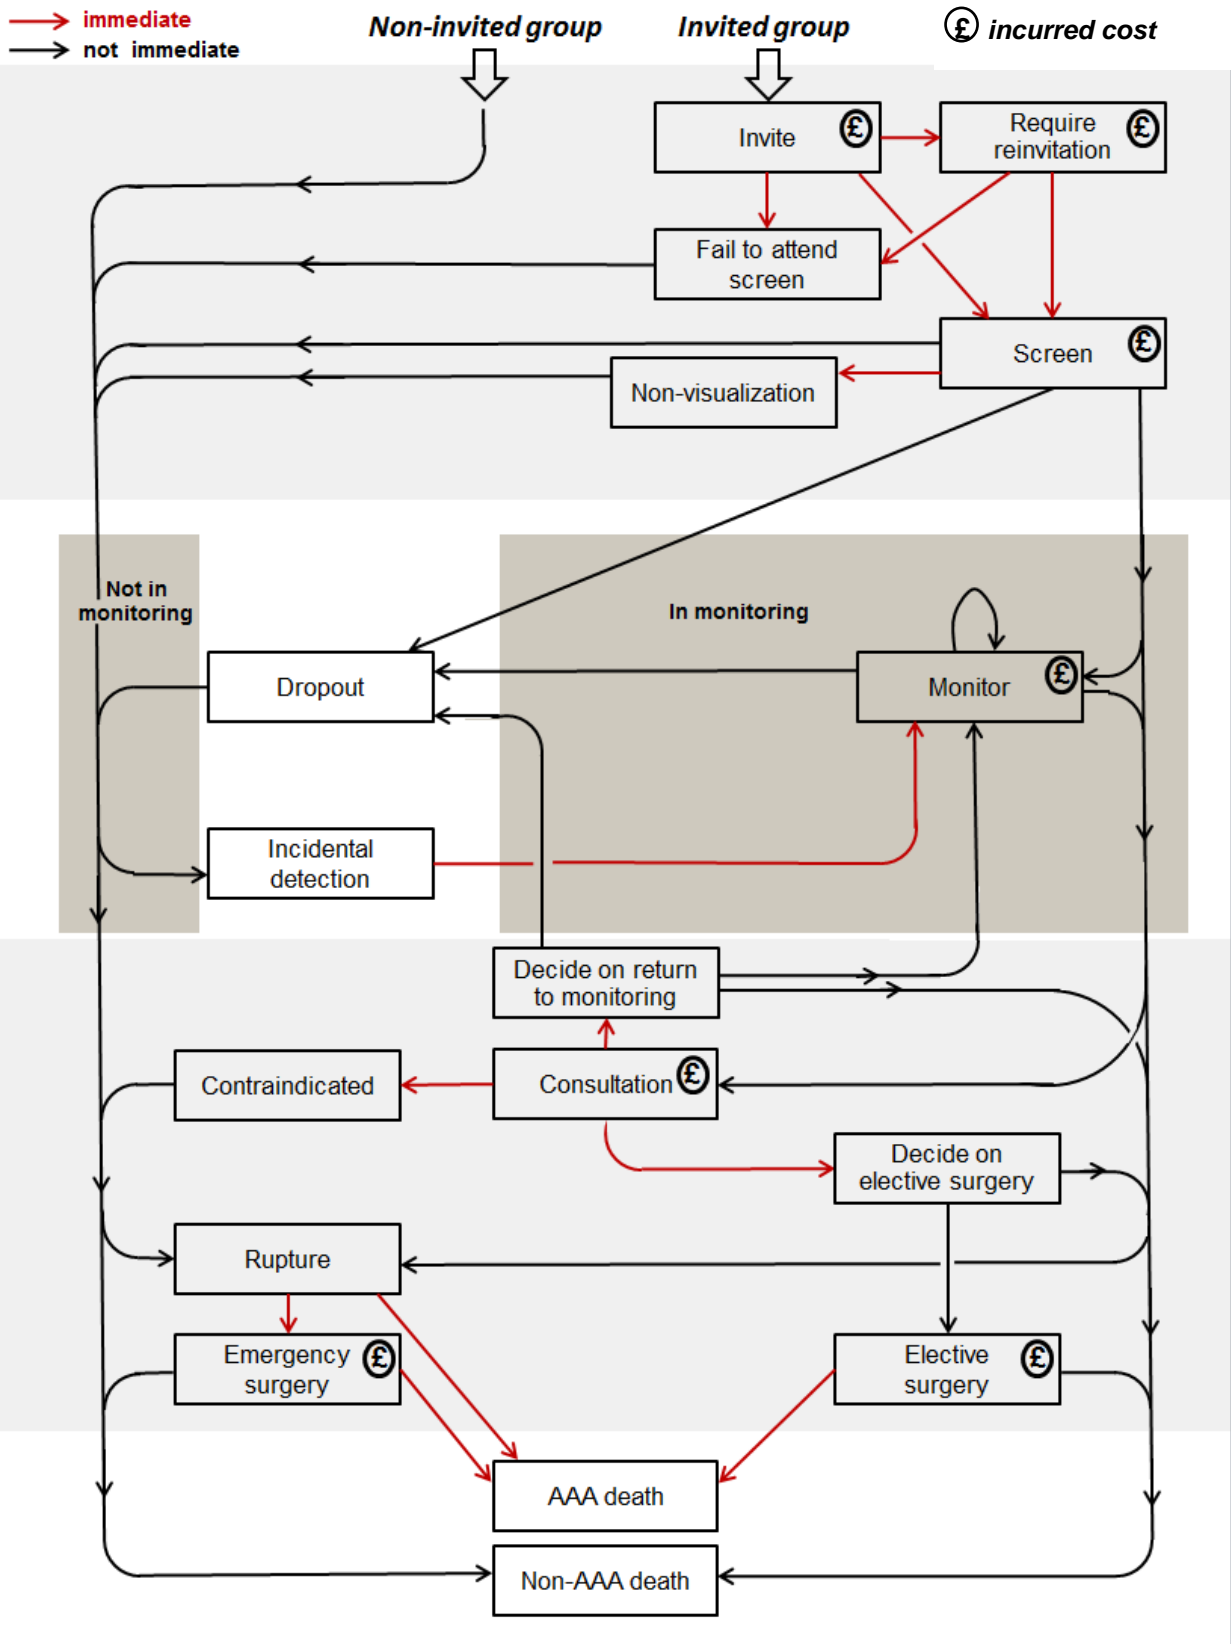 immediate
not immediate
Non-invited group
Invited group
£ incurred cost
Invite
£
Require
reinvitation
£
Fail to attend
screen
Screen
£
Non-visualization
Not in
monitoring
In monitoring
Dropout
Monitor
£
Incidental
detection
Decide on return
to monitoring
Contraindicated
Consultation
£
Decide on
elective surgery
Rupture
Emergency
surgery
£
Elective
surgery
£
AAA death
Non-AAA death